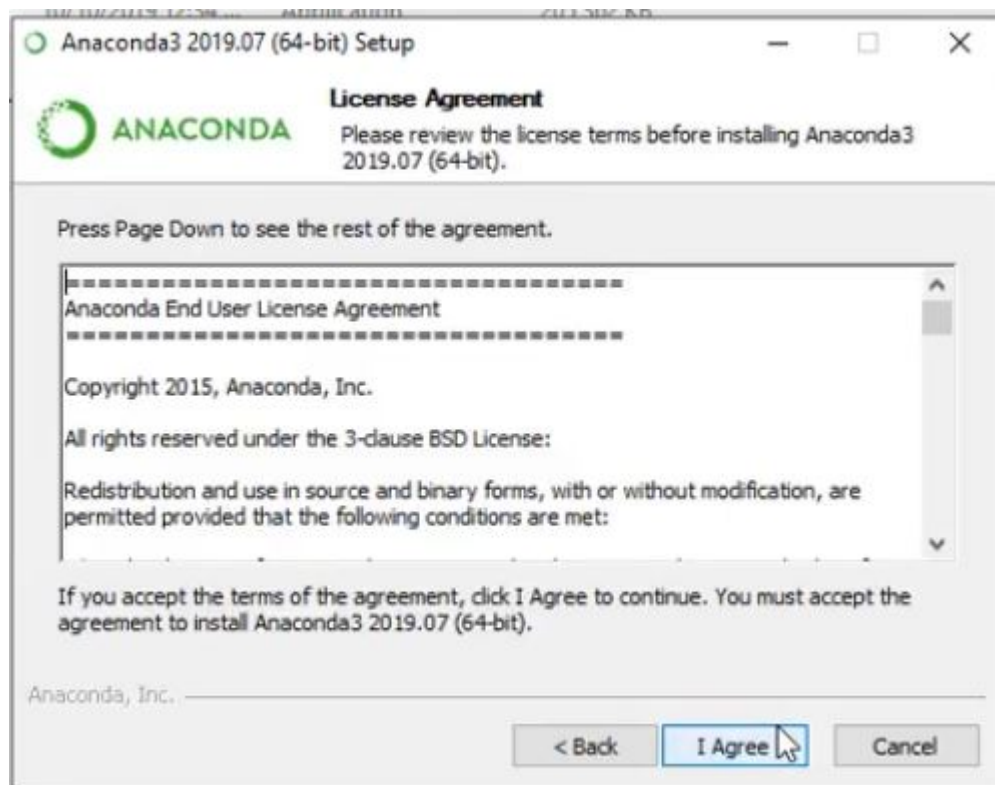 Anaconda3 2019.07 (64-bit) Setup
ANACONDA
License Agreement
Please review the license terms before installing Anaconda3
2019.07 (64-bit).
Press Page Down to see the rest of the agreement.
===================================
Anaconda End User License Agreement
===================================
Copyright 2015, Anaconda, Inc.
All rights reserved under the 3-clause BSD License:
Redistribution and use in source and binary forms, with or without modification, are
permitted provided that the following conditions are met:
If you accept the terms of the agreement, click I Agree to continue. You must accept the
agreement to install Anaconda3 2019.07 (64-bit).
Anaconda, Inc.
< Back
I Agree
Cancel